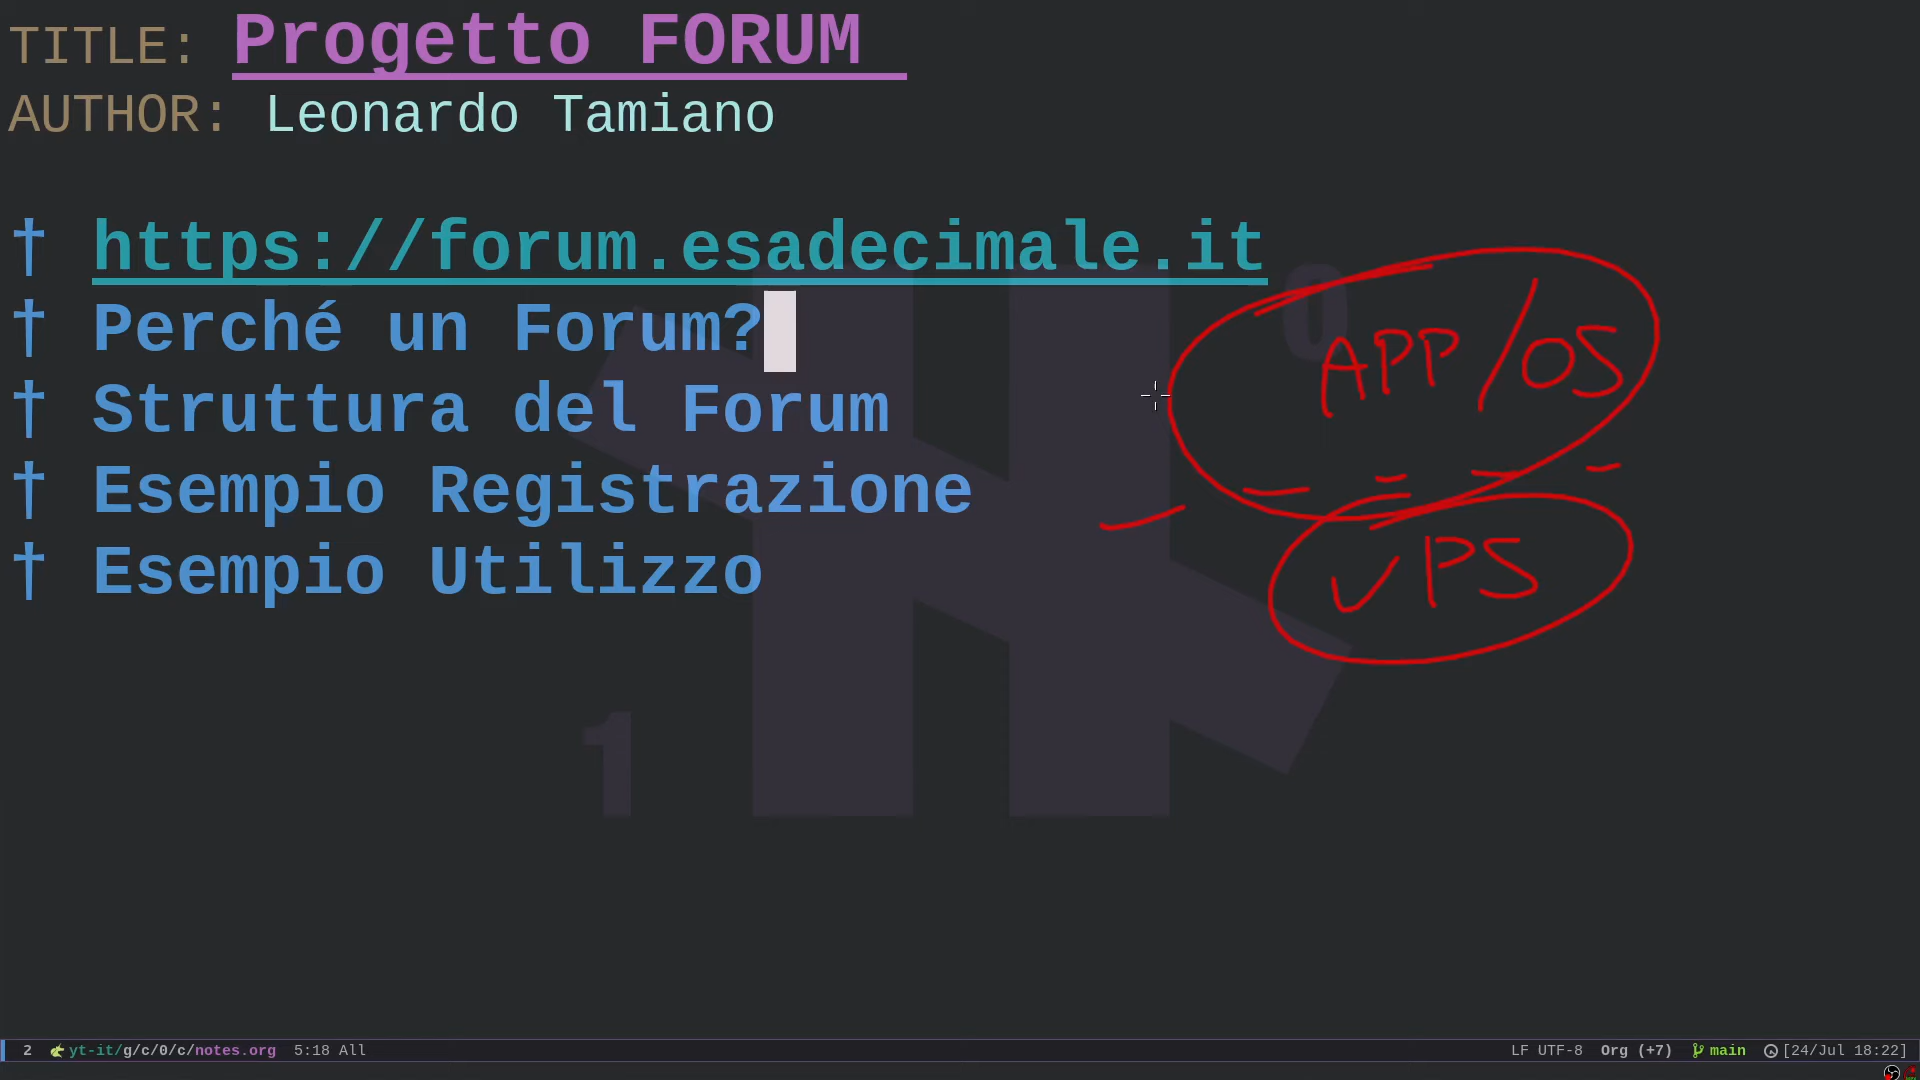 TITLE: Progetto FORUM
AUTHOR: Leonardo Tamiano
† https://forum.esadecimale.it
† Perché un Forum?
† Struttura del Forum
† Esempio Registrazione
† Esempio Utilizzo
0
APP/OS
VPS
1
2 yt-it/g/c/0/c/notes.org 5:18 All LF UTF-8 Org (+7) main [24/Jul 18:22]